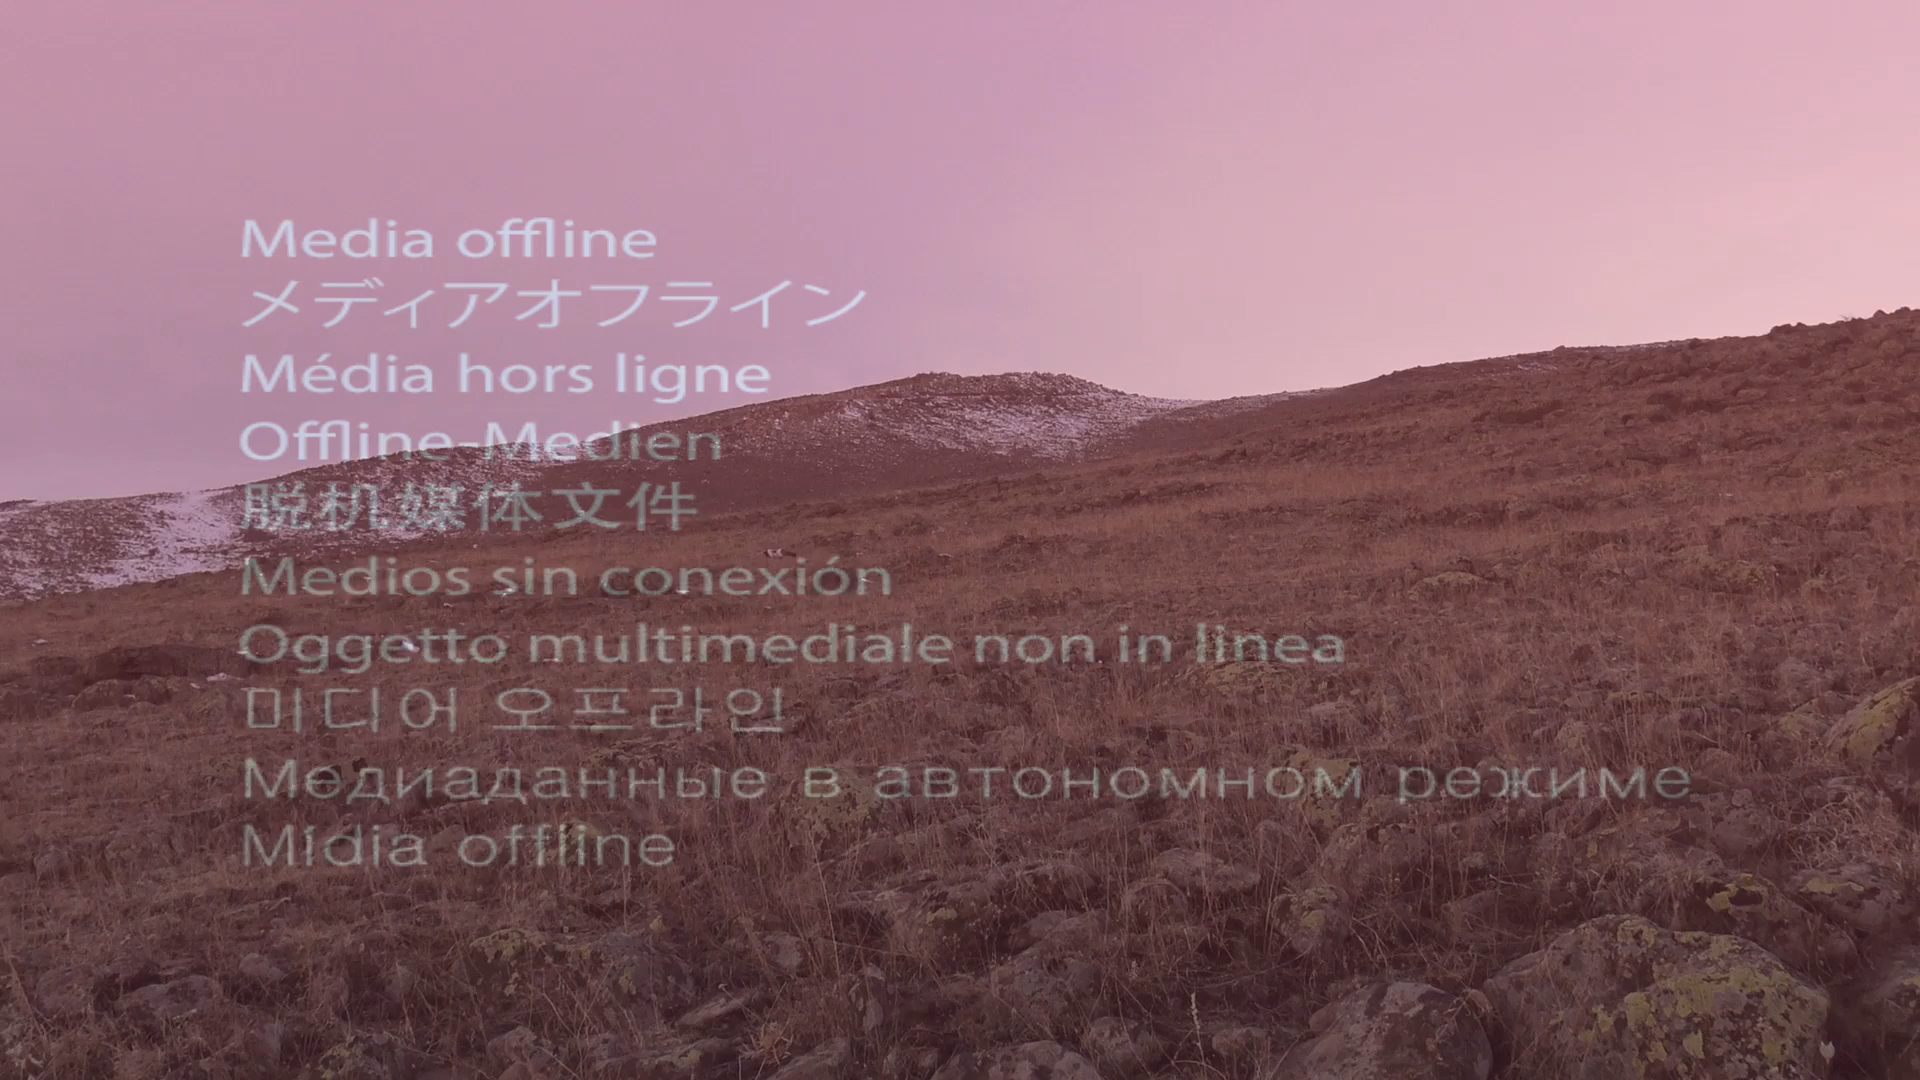 Media offline
メディアオフライン
Média hors ligne
Offline-Medien
脱机媒体文件
Medios sin conexión
Oggetto multimediale non in linea
미디어 오프라인
Медиаданные в автономном режиме
Mídia offline